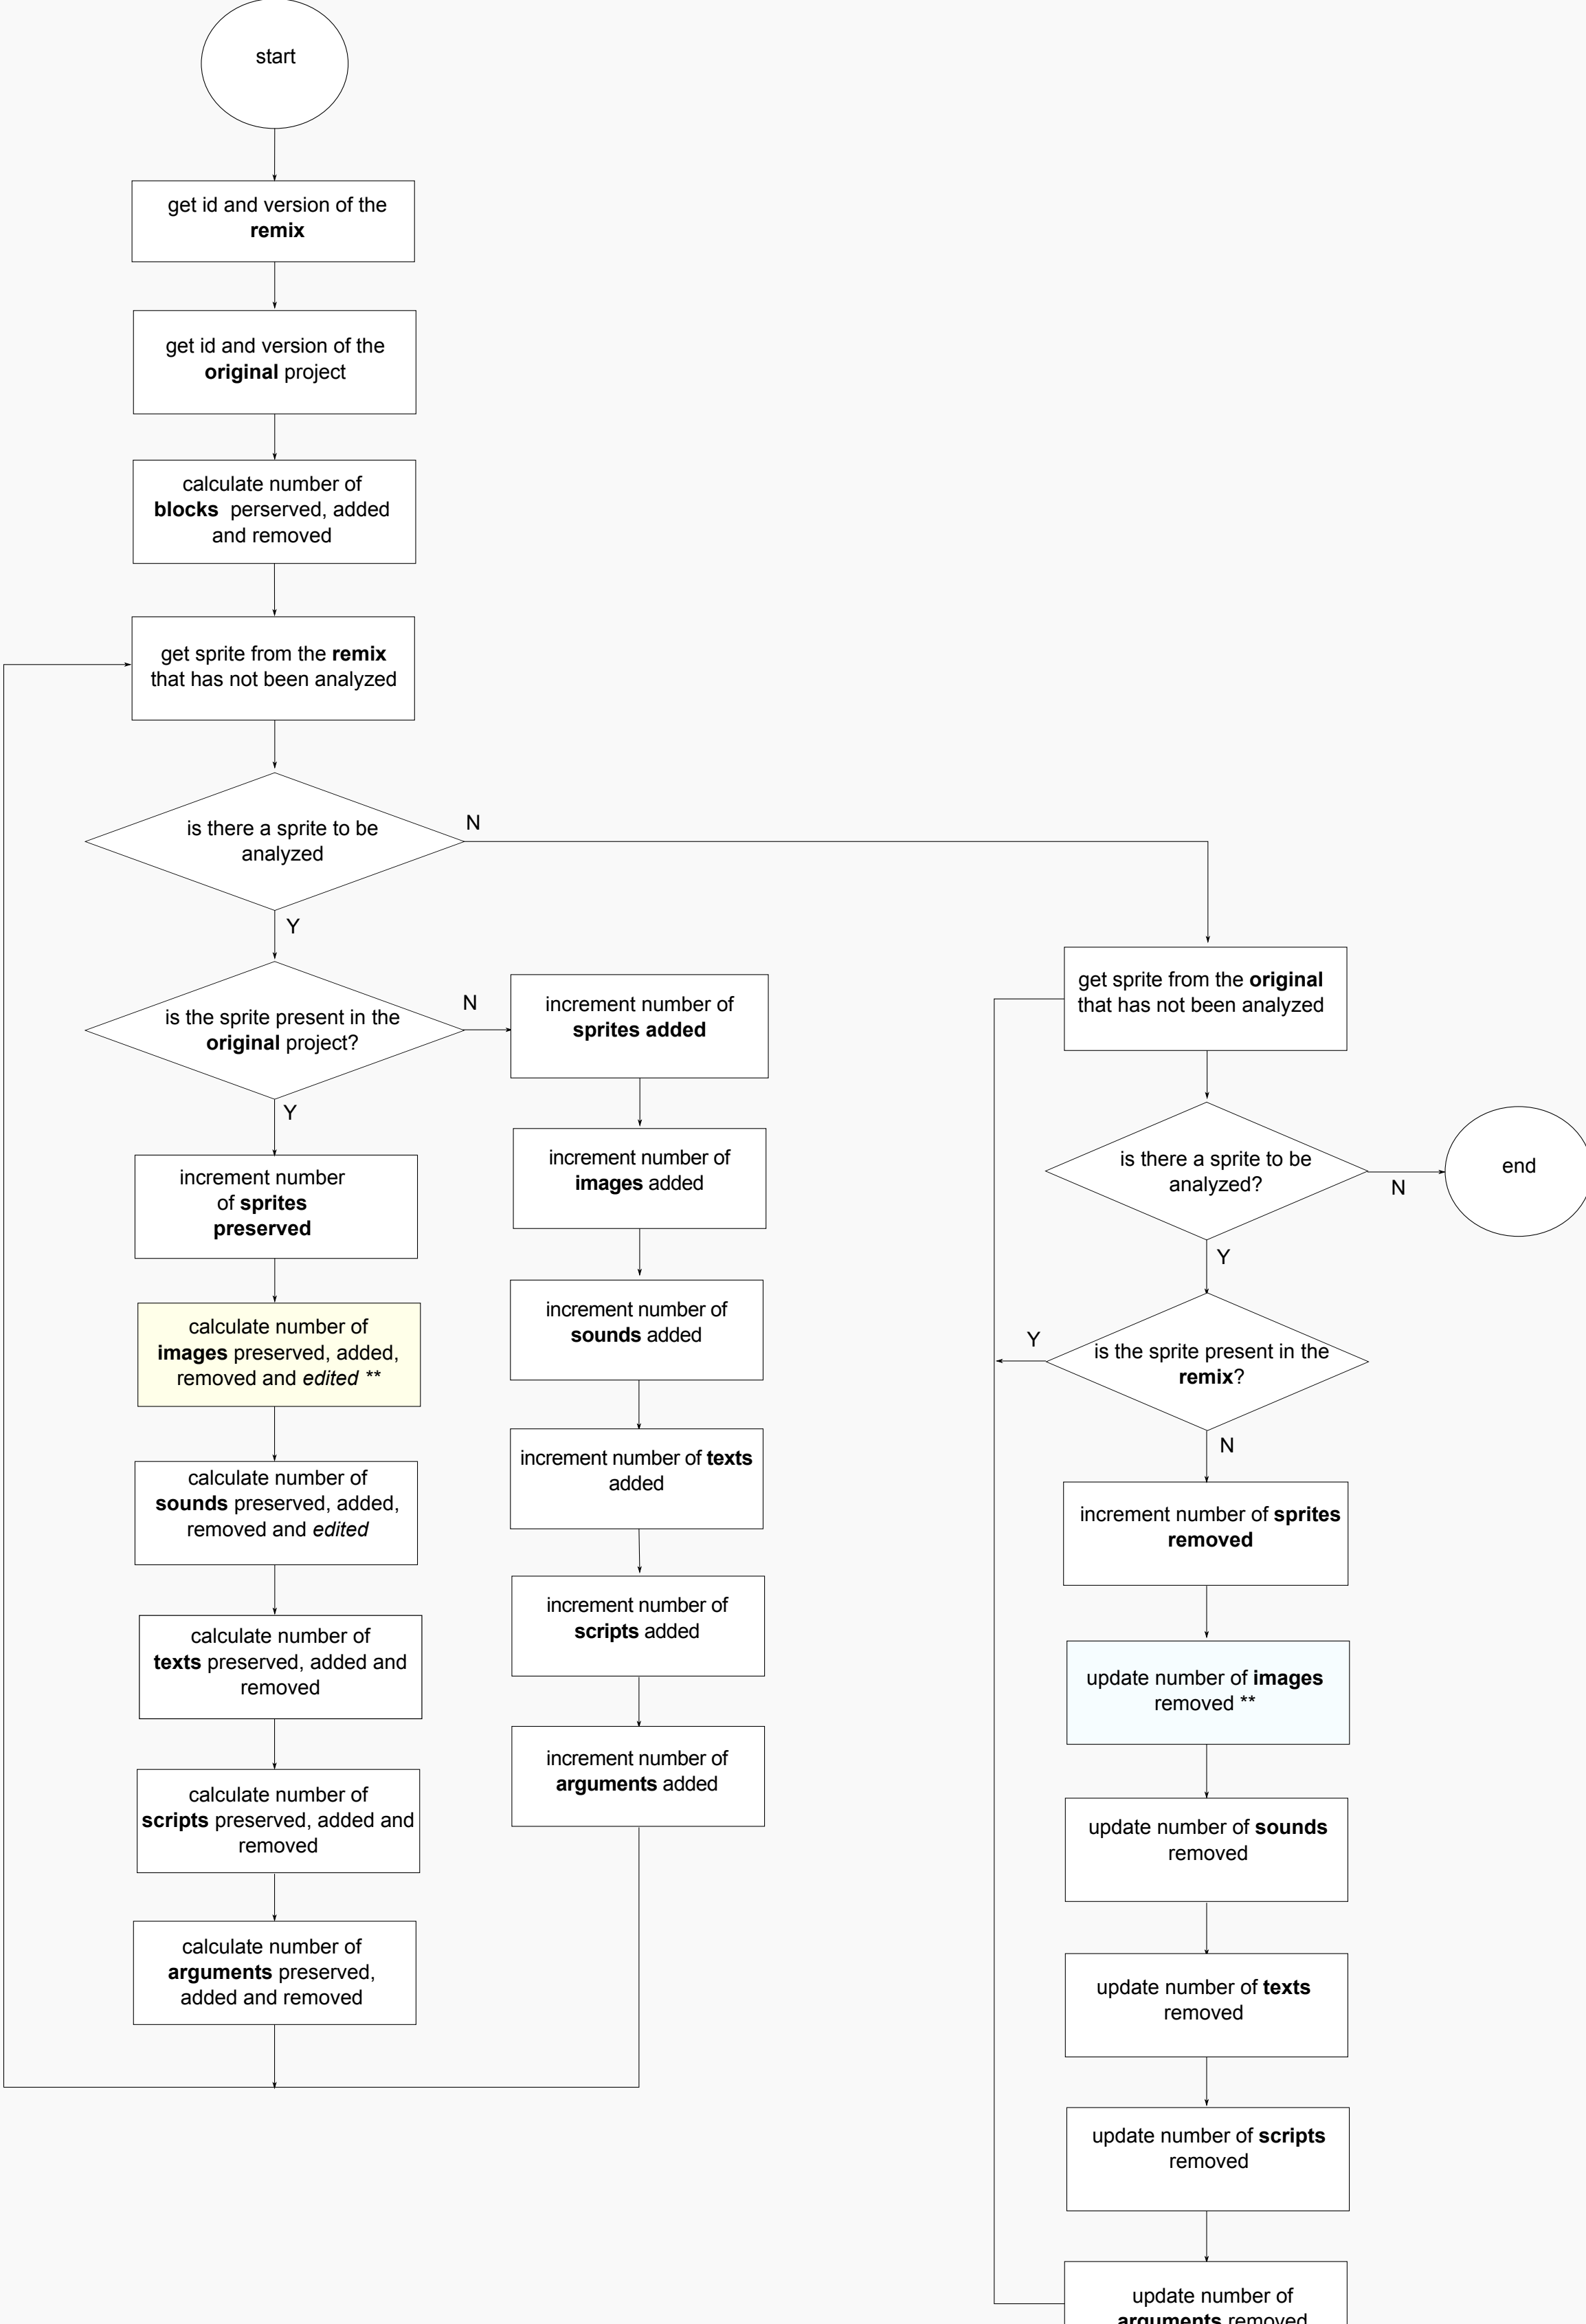 start
get id and version of the
remix
get id and version of the
original project
calculate number of
blocks perserved, added
and removed
get sprite from the remix
that has not been analyzed
is there a sprite to be
analyzed
N
Y
is the sprite present in the
original project?
N
Y
increment number
of sprites
preserved
calculate number of
images preserved, added,
removed and edited **
calculate number of
sounds preserved, added,
removed and edited
calculate number of
texts preserved, added and
removed
calculate number of
scripts preserved, added and
removed
calculate number of
arguments preserved,
added and removed
increment number of
sprites added
increment number of
images added
increment number of
sounds added
increment number of texts
added
increment number of
scripts added
increment number of
arguments added
get sprite from the original
that has not been analyzed
is there a sprite to be
analyzed?
N
end
Y
is the sprite present in the
remix?
Y
N
increment number of sprites
removed
update number of images
removed **
update number of sounds
removed
update number of texts
removed
update number of scripts
removed
update number of
arguments removed